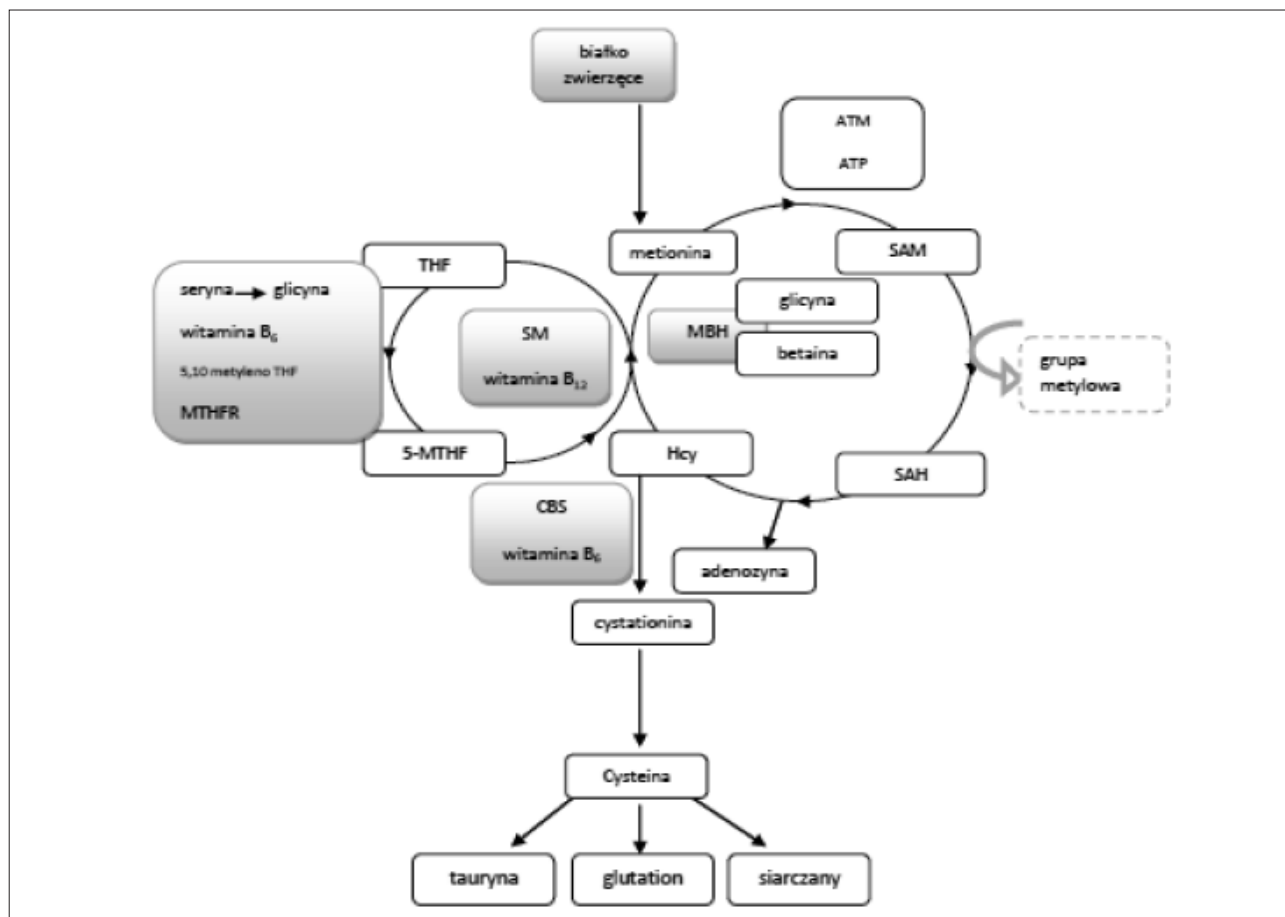 białko
zwierzęce
ATM
ATP
THF
metionina
SAM
seryna glicyna
witamina B₆
5,10 metyleno THF
MTHFR
SM
witamina B₁₂
MBH
glicyna
betaina
grupa
metylowa
5-MTHF
Hcy
SAH
CBS
witamina B₆
adenozyna
cystationina
Cysteina
tauryna
glutation
siarczany